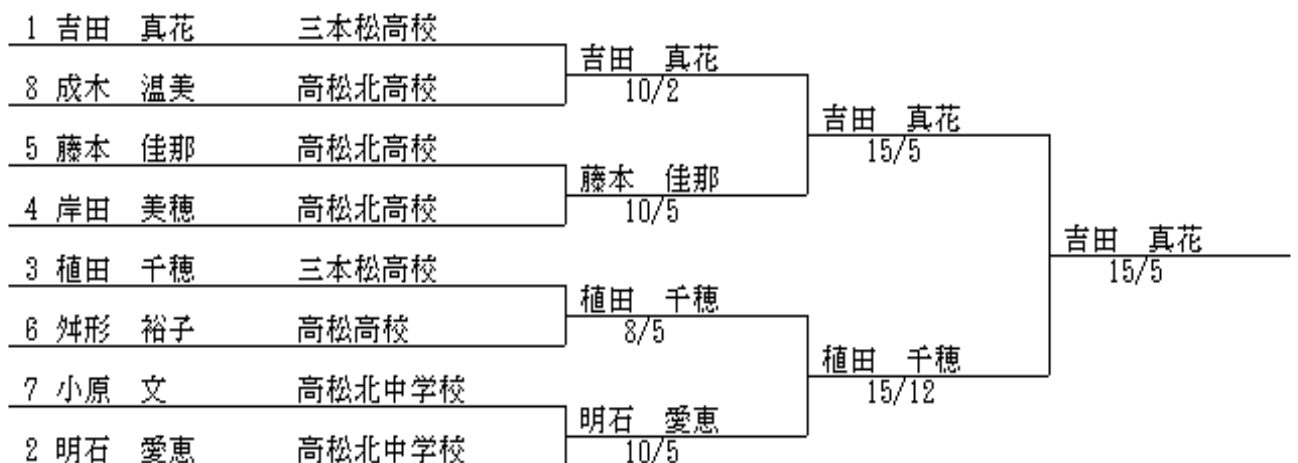 1 吉田 真花 三本松高校
吉田 真花
8 成木 温美 高松北高校
10/2
吉田 真花
5 藤本 佳那 高松北高校
15/5
藤本 佳那
4 岸田 美穂 高松北高校
10/5
吉田 真花
3 植田 千穂 三本松高校
15/5
植田 千穂
6 舛形 裕子 高松高校
8/5
植田 千穂
7 小原 文 高松北中学校
15/12
明石 愛恵
2 明石 愛恵 高松北中学校
10/5